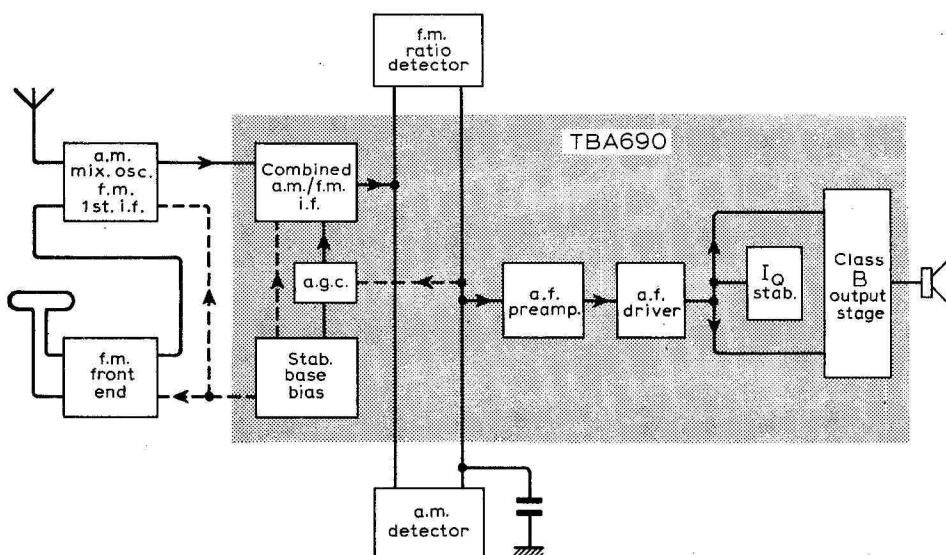 f.m.
ratio
detector
TBA690
a.m.
mix. osc.
f.m.
1st. i.f.
Combined
a.m./f.m.
i.f.
a.g.c.
Stab.
base
bias
f.m.
front
end
a.f.
preamp.
a.f.
driver
IQ
stab.
Class
B
output
stage
a.m.
detector